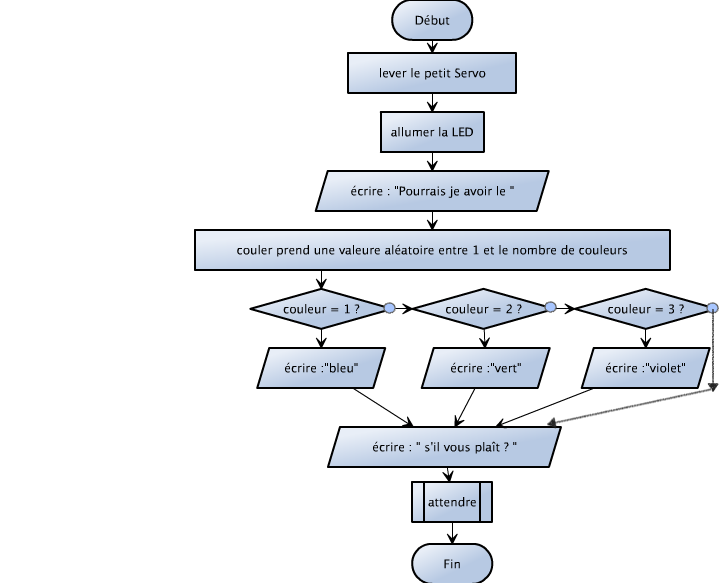 Début
lever le petit Servo
allumer la LED
écrire : "Pourrais je avoir le "
couler prend une valeure aléatoire entre 1 et le nombre de couleurs
couleur = 1 ?
couleur = 2 ?
couleur = 3 ?
écrire :"bleu"
écrire :"vert"
écrire :"violet"
écrire : " s'il vous plaît ? "
attendre
Fin